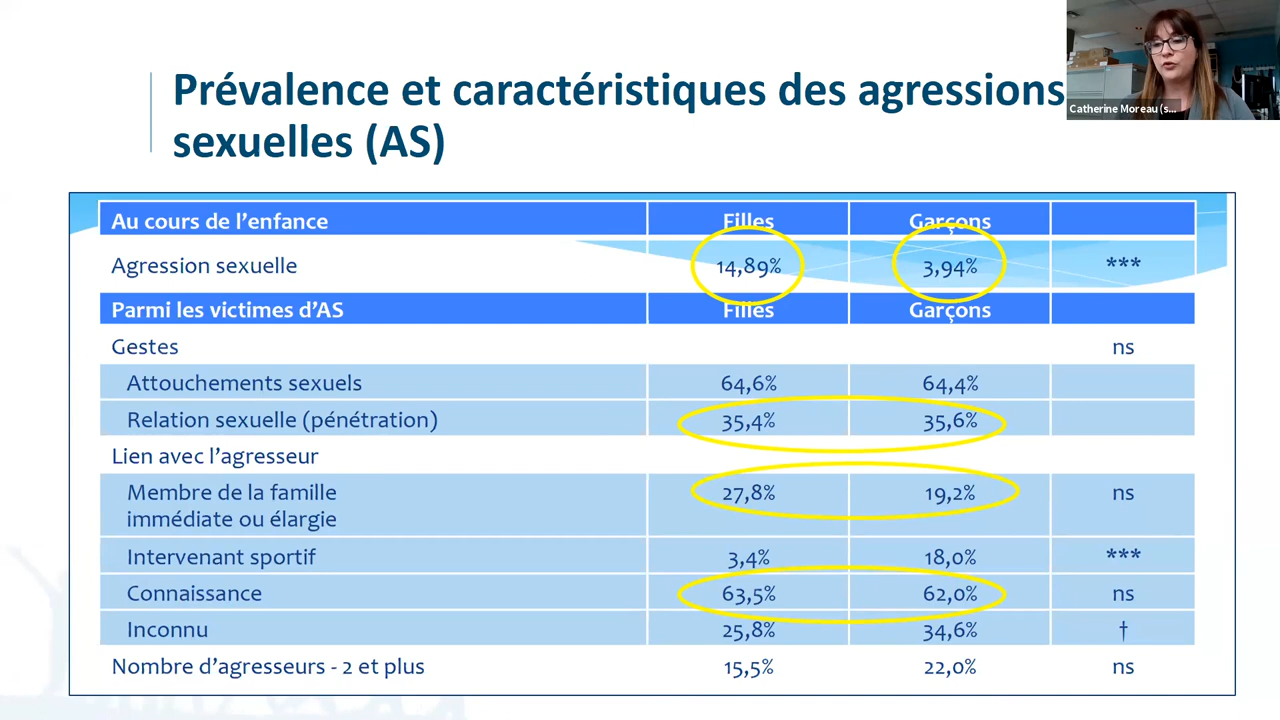 Prévalence et caractéristiques des agressions
sexuelles (AS)
Catherine Moreau (s...
Au cours de l'enfance Filles Garçons
Agression sexuelle 14,89% 3,94% ***
Parmi les victimes d'AS Filles Garçons
Gestes ns
Attouchements sexuels 64,6% 64,4%
Relation sexuelle (pénétration) 35,4% 35,6%
Lien avec l'agresseur
Membre de la famille 27,8% 19,2% ns
immédiate ou élargie
Intervenant sportif 3,4% 18,0% ***
Connaissance 63,5% 62,0% ns
Inconnu 25,8% 34,6% †
Nombre d'agresseurs - 2 et plus 15,5% 22,0% ns